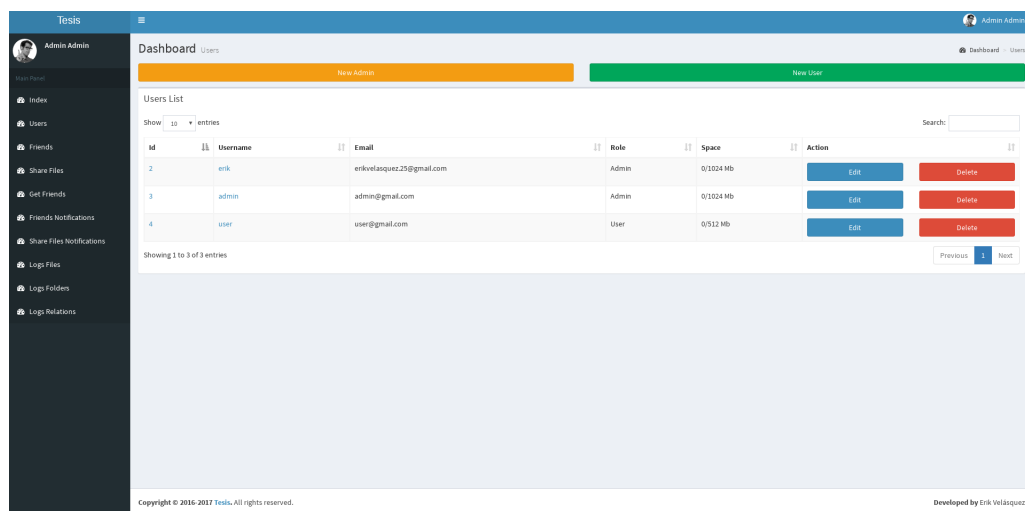 Tesis
Admin Admin
Admin Admin
Main Panel
Index
Users
Friends
Share Files
Get Friends
Friends Notifications
Share Files Notifications
Logs Files
Logs Folders
Logs Relations
Dashboard Users
Dashboard > Users
New Admin
New User
Users List
Show 10 entries
Search:
Id Username Email Role Space Action
2 erik erikvelasquez.25@gmail.com Admin 0/1024 Mb Edit Delete
3 admin admin@gmail.com Admin 0/1024 Mb Edit Delete
4 user user@gmail.com User 0/512 Mb Edit Delete
Showing 1 to 3 of 3 entries
Previous 1 Next
Copyright © 2016-2017 Tesis. All rights reserved.
Developed by Erik Velásquez